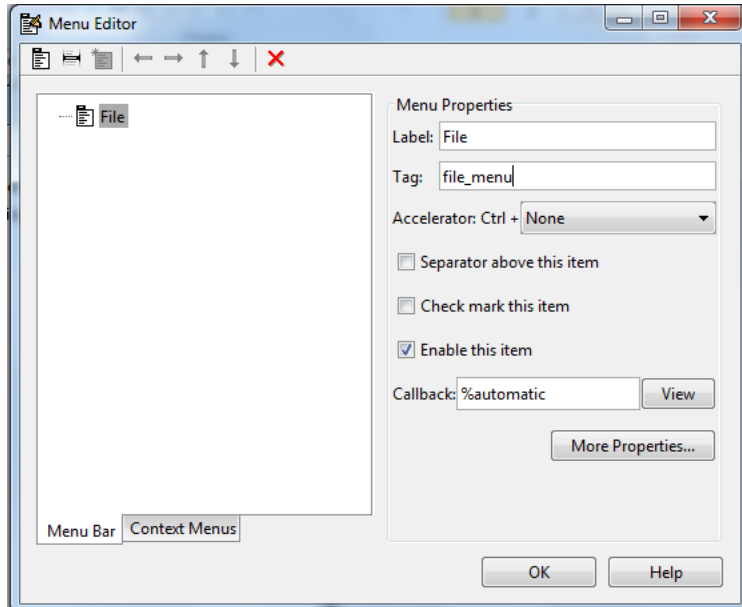 Menu Editor
File
Menu Properties
Label: File
Tag: file_menu
Accelerator: Ctrl + None
Separator above this item
Check mark this item
Enable this item
Callback: %automatic View
More Properties...
Menu Bar Context Menus
OK Help